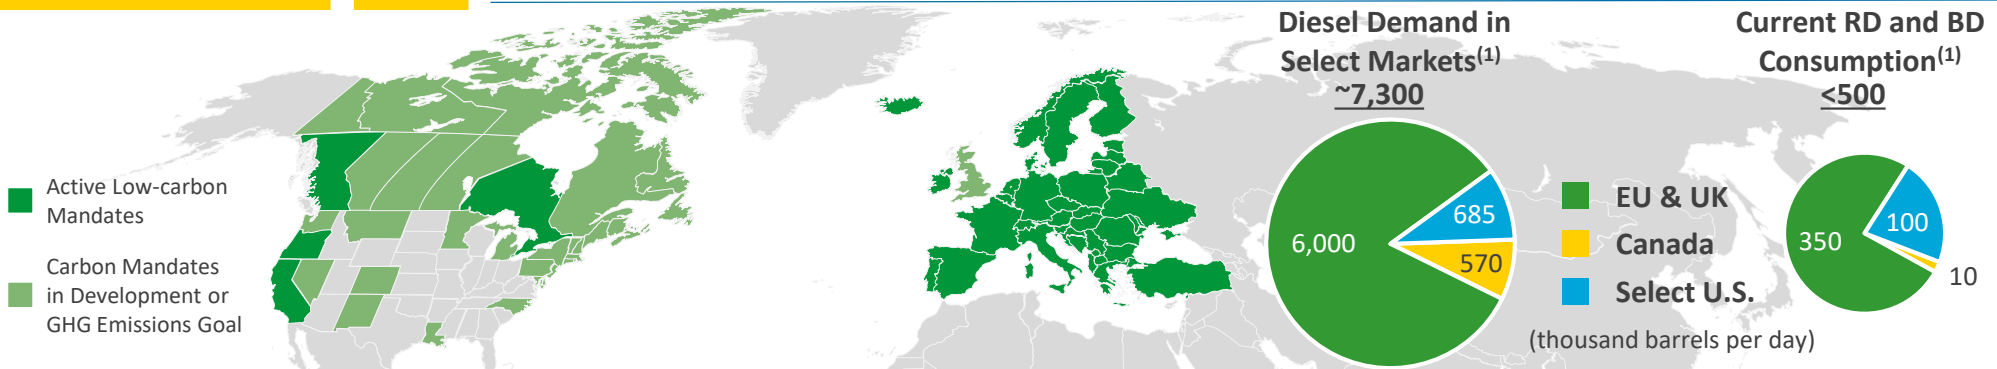 Diesel Demand in
Select Markets(1)
~7,300
Current RD and BD
Consumption(1)
<500
Active Low-carbon
Mandates
Carbon Mandates
in Development or
GHG Emissions Goal
6,000
685
570
EU & UK
Canada
Select U.S.
(thousand barrels per day)
350
100
10